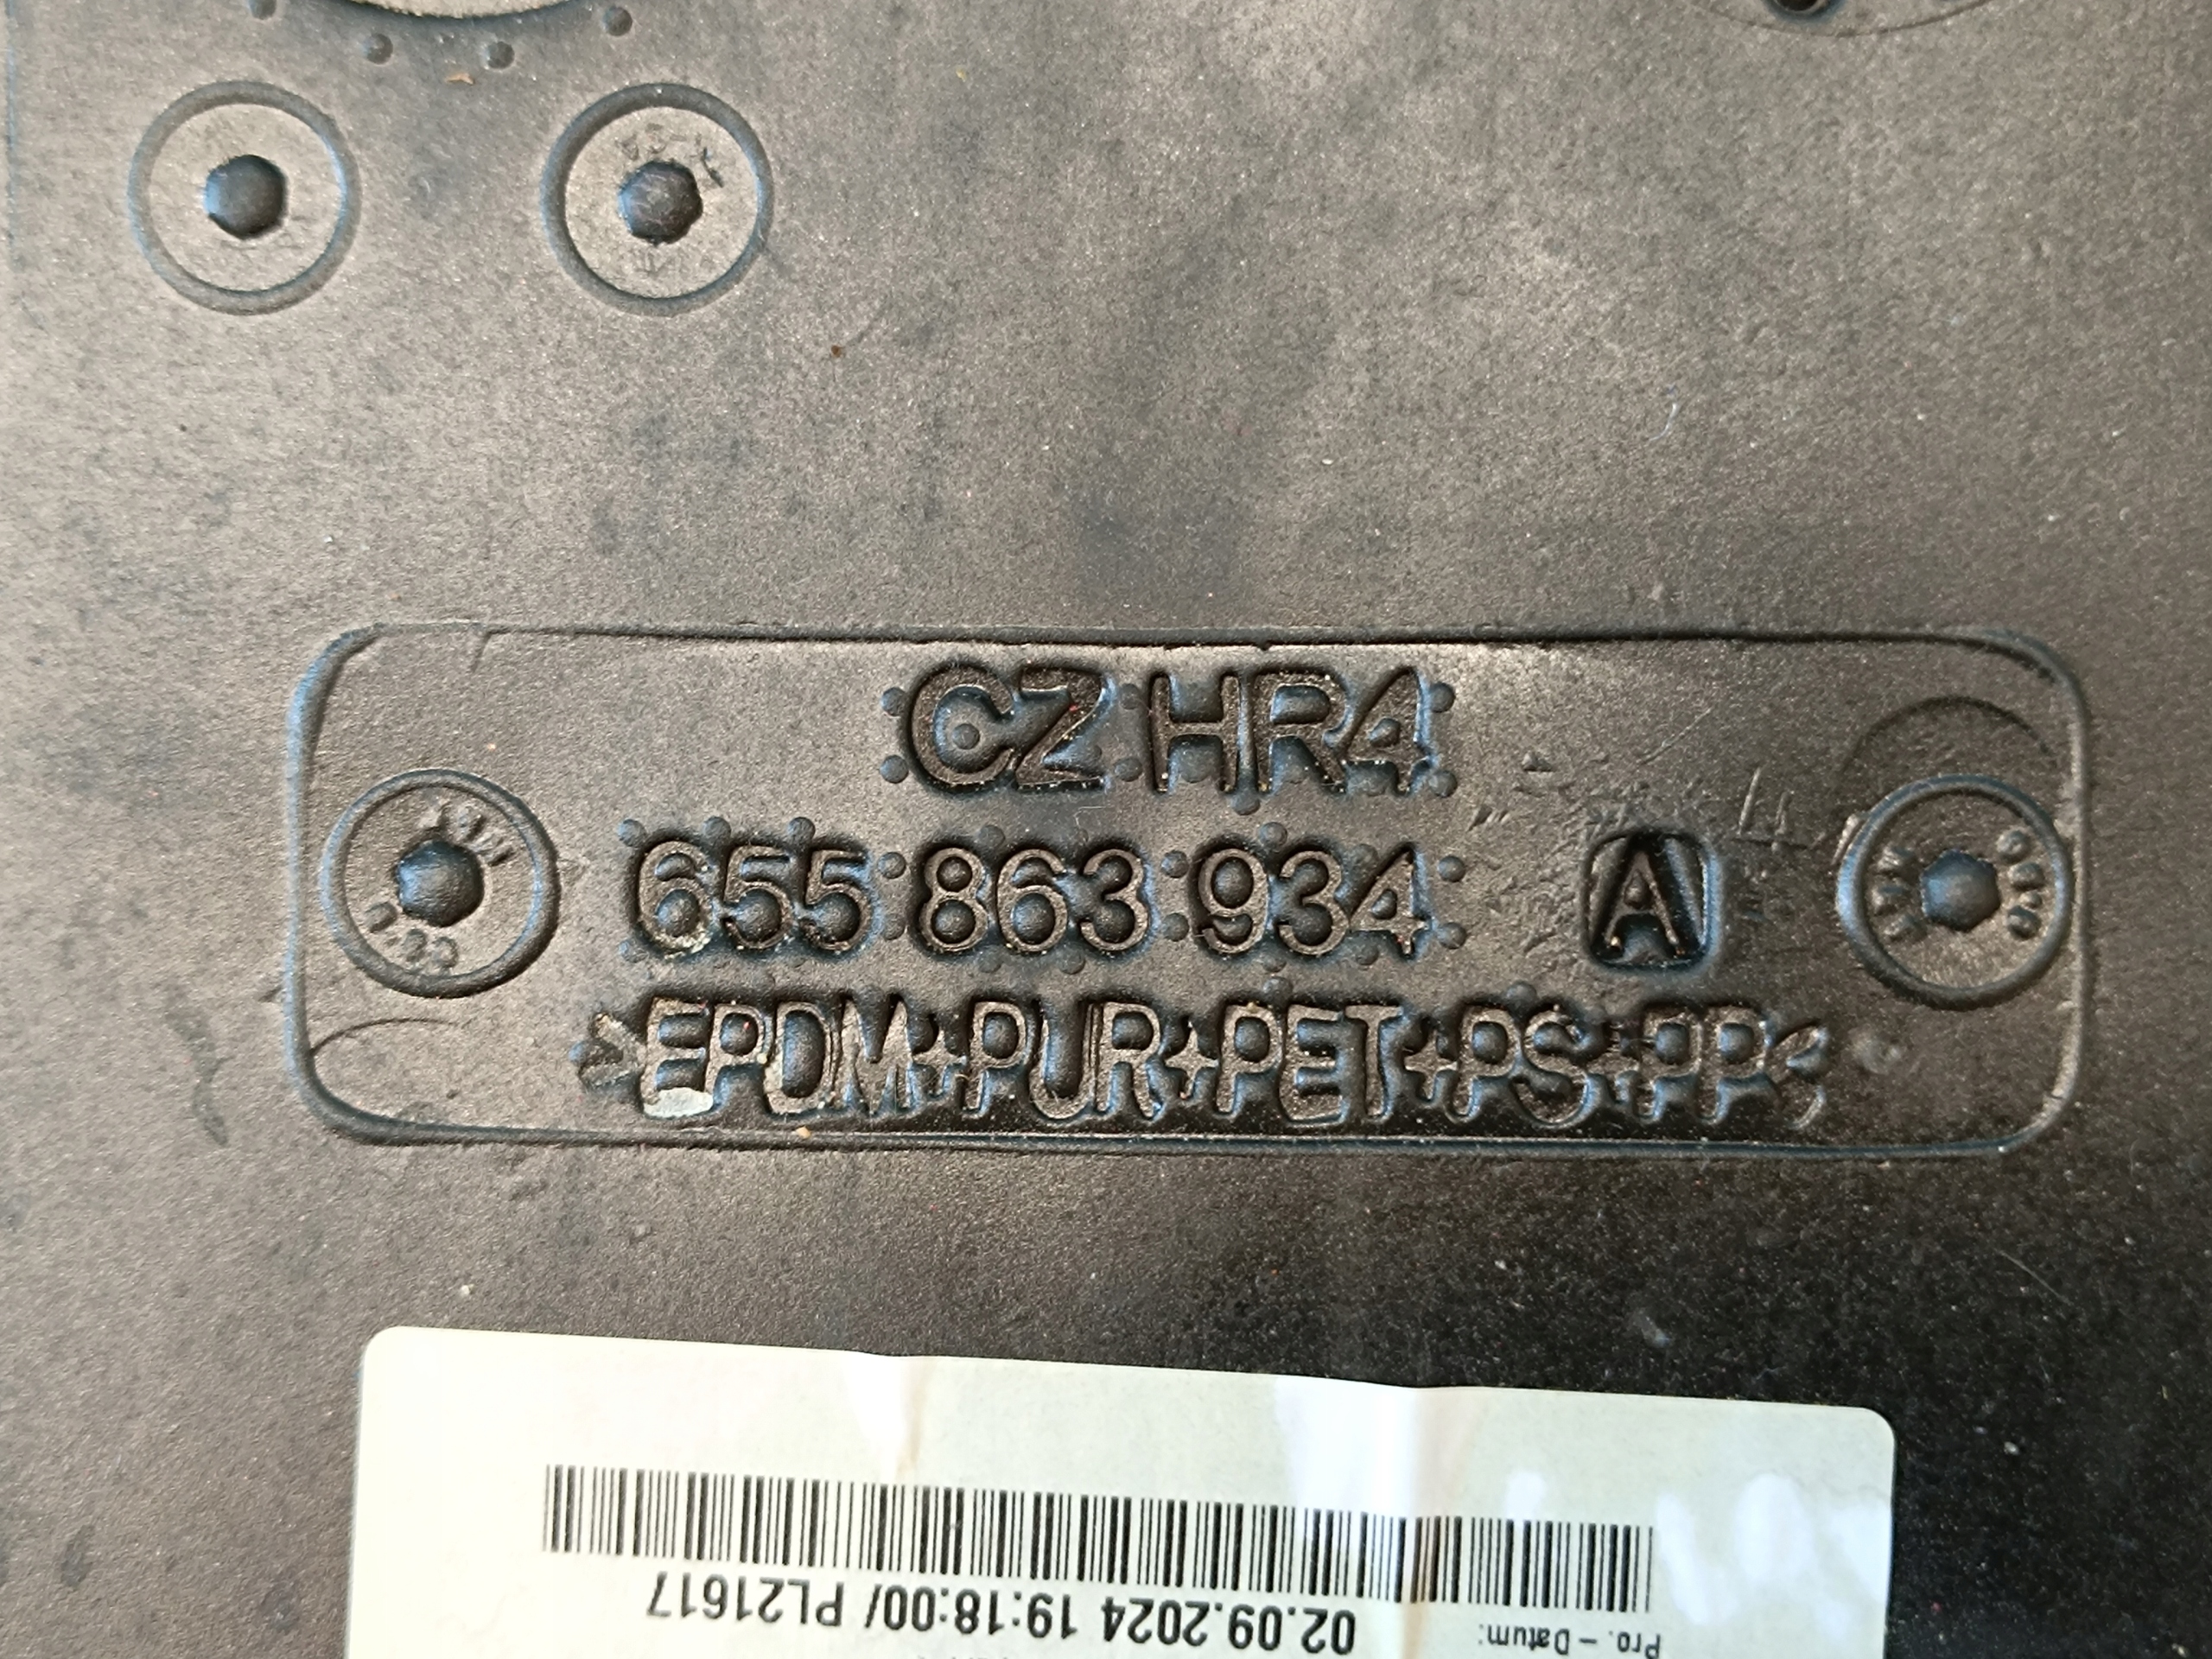 CZ HR4
655 863 934 A
>EPDM+PUR+PET+PS+PP<
Pro. - Datum: 02.09.2024 19:18:00/ PL21617